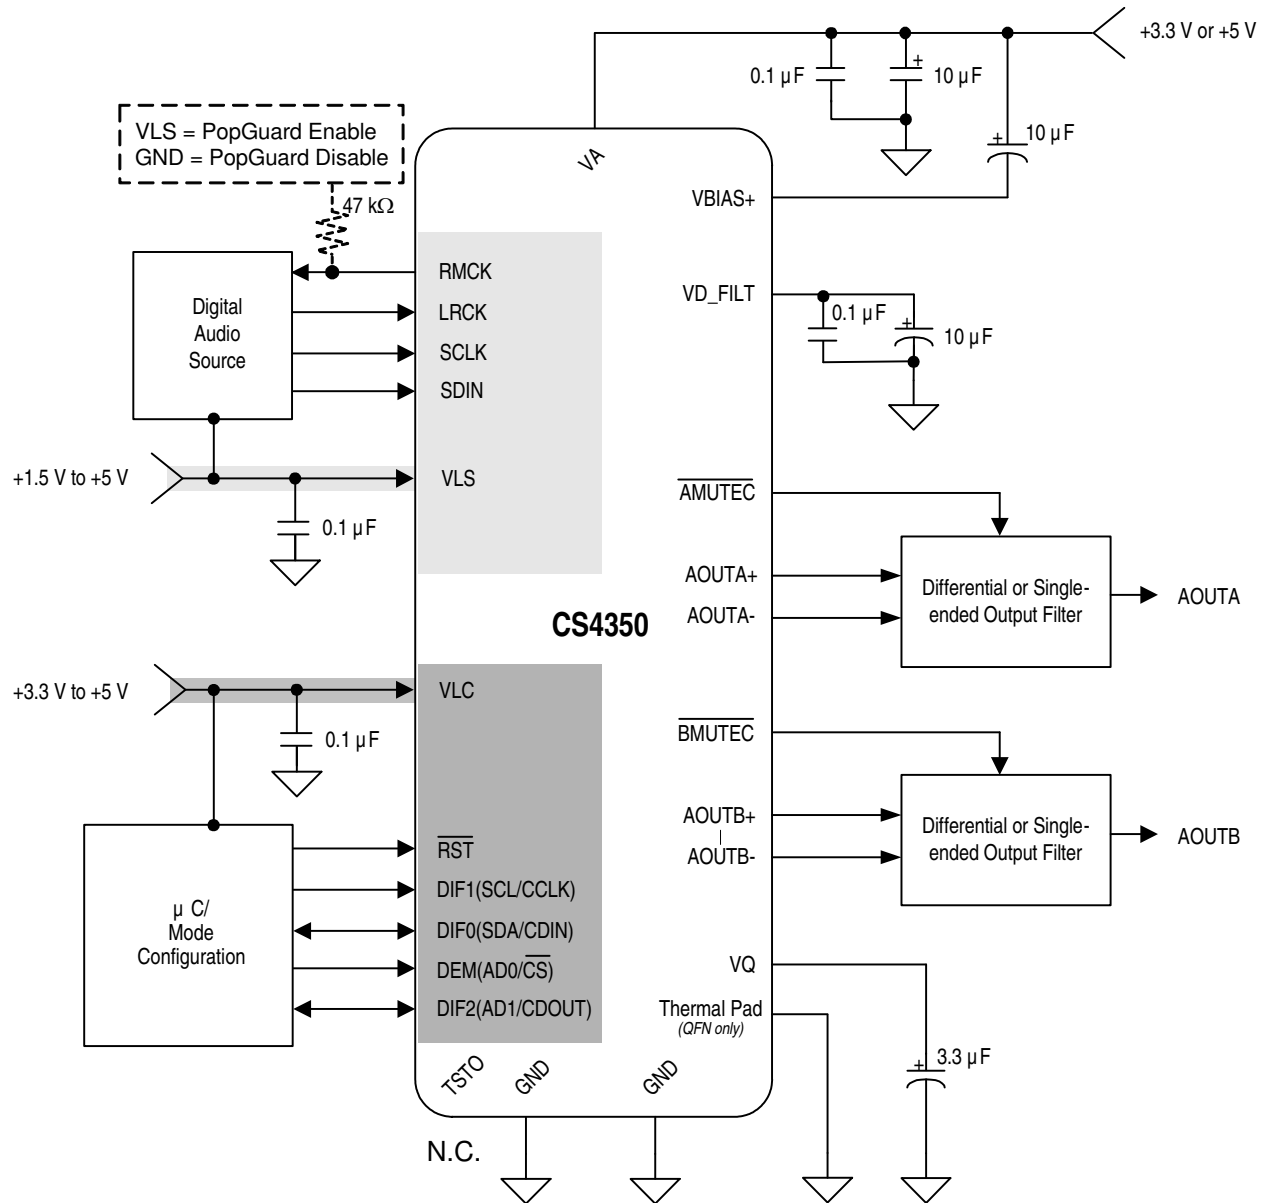 +3.3 V or +5 V
0.1 µF
+
10 µF
VLS = PopGuard Enable
GND = PopGuard Disable
VA
+
10 µF
VBIAS+
47 kΩ
RMCK
VD_FILT
Digital
Audio
Source
LRCK
SCLK
SDIN
0.1 µF
+
10 µF
+1.5 V to +5 V
VLS
0.1 µF
AMUTEC
AOUTA+
AOUTA-
Differential or Single-
ended Output Filter
AOUTA
CS4350
+3.3 V to +5 V
VLC
0.1 µF
BMUTEC
AOUTB+
AOUTB-
Differential or Single-
ended Output Filter
AOUTB
µ C/
Mode
Configuration
RST
DIF1(SCL/CCLK)
DIF0(SDA/CDIN)
DEM(AD0/CS)
DIF2(AD1/CDOUT)
VQ
Thermal Pad
(QFN only)
+
3.3 µF
TSTO
GND
GND
N.C.